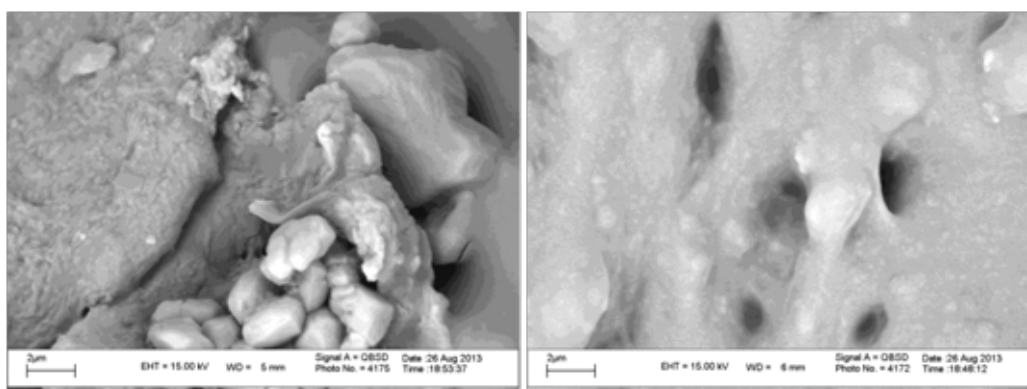 2µm
EHT = 15.00 kV WD = 5 mm
Signal A = QBSD Date :26 Aug 2013
Photo No. = 4175 Time :18:53:37
2µm
EHT = 15.00 kV WD = 6 mm
Signal A = QBSD Date :26 Aug 2013
Photo No. = 4172 Time :18:48:12